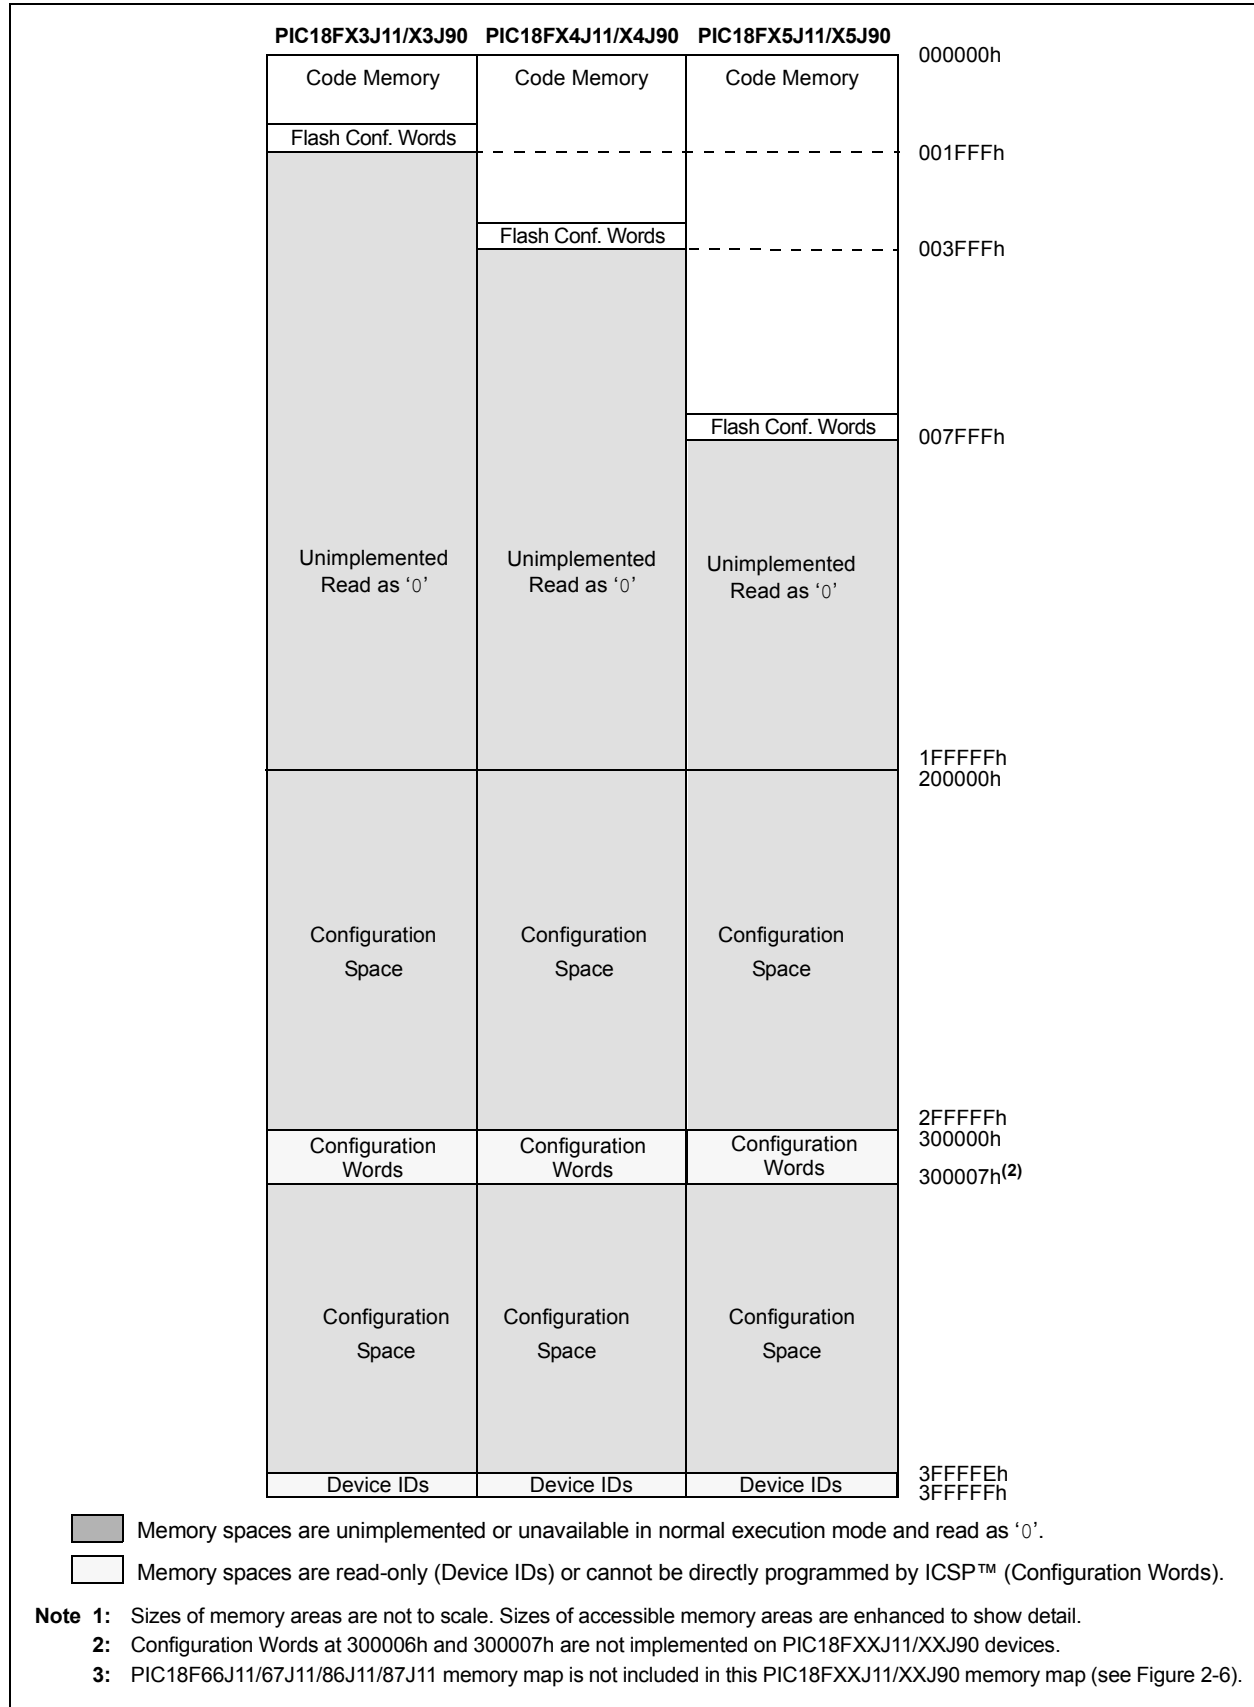 PIC18FX3J11/X3J90 PIC18FX4J11/X4J90 PIC18FX5J11/X5J90
000000h
Code Memory Code Memory Code Memory
Flash Conf. Words
001FFFh
Flash Conf. Words
003FFFh
Flash Conf. Words
007FFFh
Unimplemented Unimplemented Unimplemented
Read as ‘0’ Read as ‘0’ Read as ‘0’
1FFFFFh
200000h
Configuration Configuration Configuration
Space Space Space
2FFFFFh
300000h
Configuration Configuration Configuration
Words Words Words
300007h(2)
Configuration Configuration Configuration
Space Space Space
3FFFFEh
Device IDs Device IDs Device IDs
3FFFFFh
Memory spaces are unimplemented or unavailable in normal execution mode and read as ‘0’.
Memory spaces are read-only (Device IDs) or cannot be directly programmed by ICSP™ (Configuration Words).
Note 1: Sizes of memory areas are not to scale. Sizes of accessible memory areas are enhanced to show detail.
2: Configuration Words at 300006h and 300007h are not implemented on PIC18FXXJ11/XXJ90 devices.
3: PIC18F66J11/67J11/86J11/87J11 memory map is not included in this PIC18FXXJ11/XXJ90 memory map (see Figure 2-6).